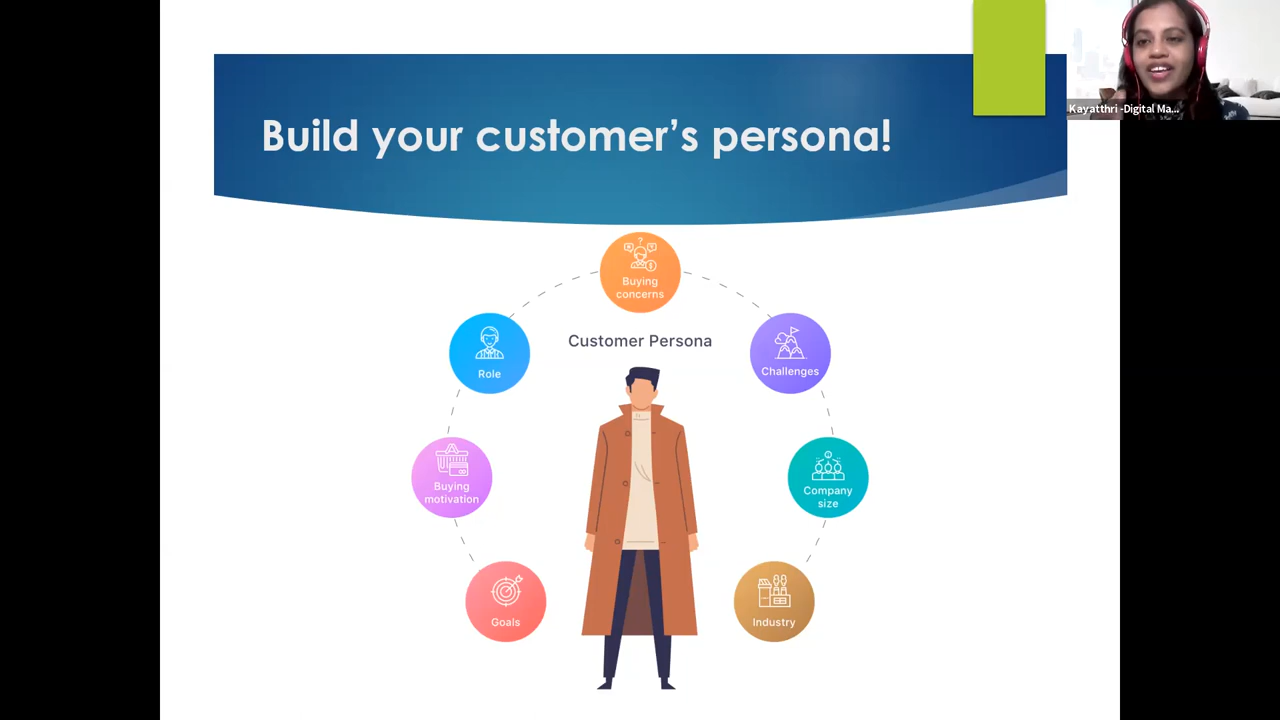 Build your customer's persona!
Kayatthri -Digital Ma...
Buying
concerns
Customer Persona
Role
Challenges
Buying
motivation
Company
size
Goals
Industry